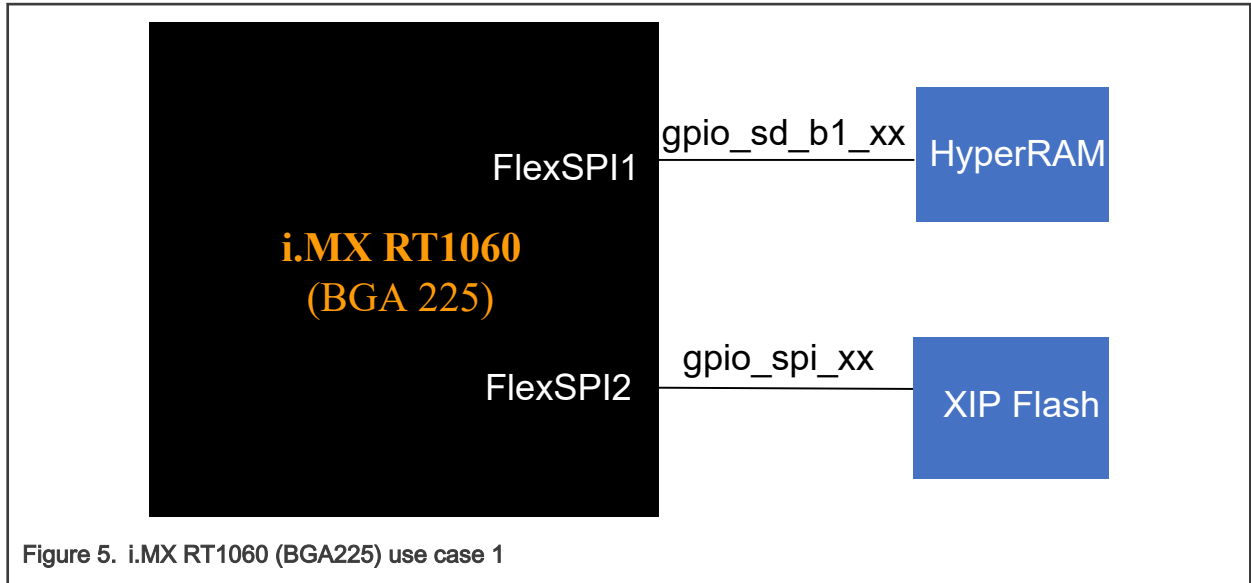 gpio_sd_b1_xx
FlexSPI1
HyperRAM
i.MX RT1060
(BGA 225)
gpio_spi_xx
FlexSPI2
XIP Flash
Figure 5. i.MX RT1060 (BGA225) use case 1